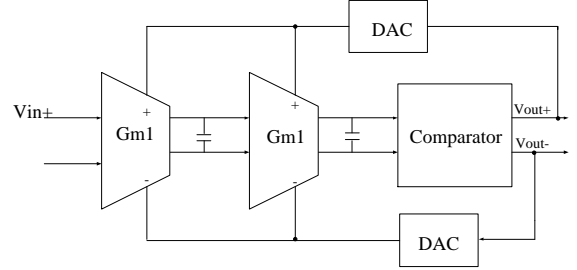 DAC
Vin+
+
Gm1
-
+
Gm1
-
Comparator
Vout+
Vout-
DAC